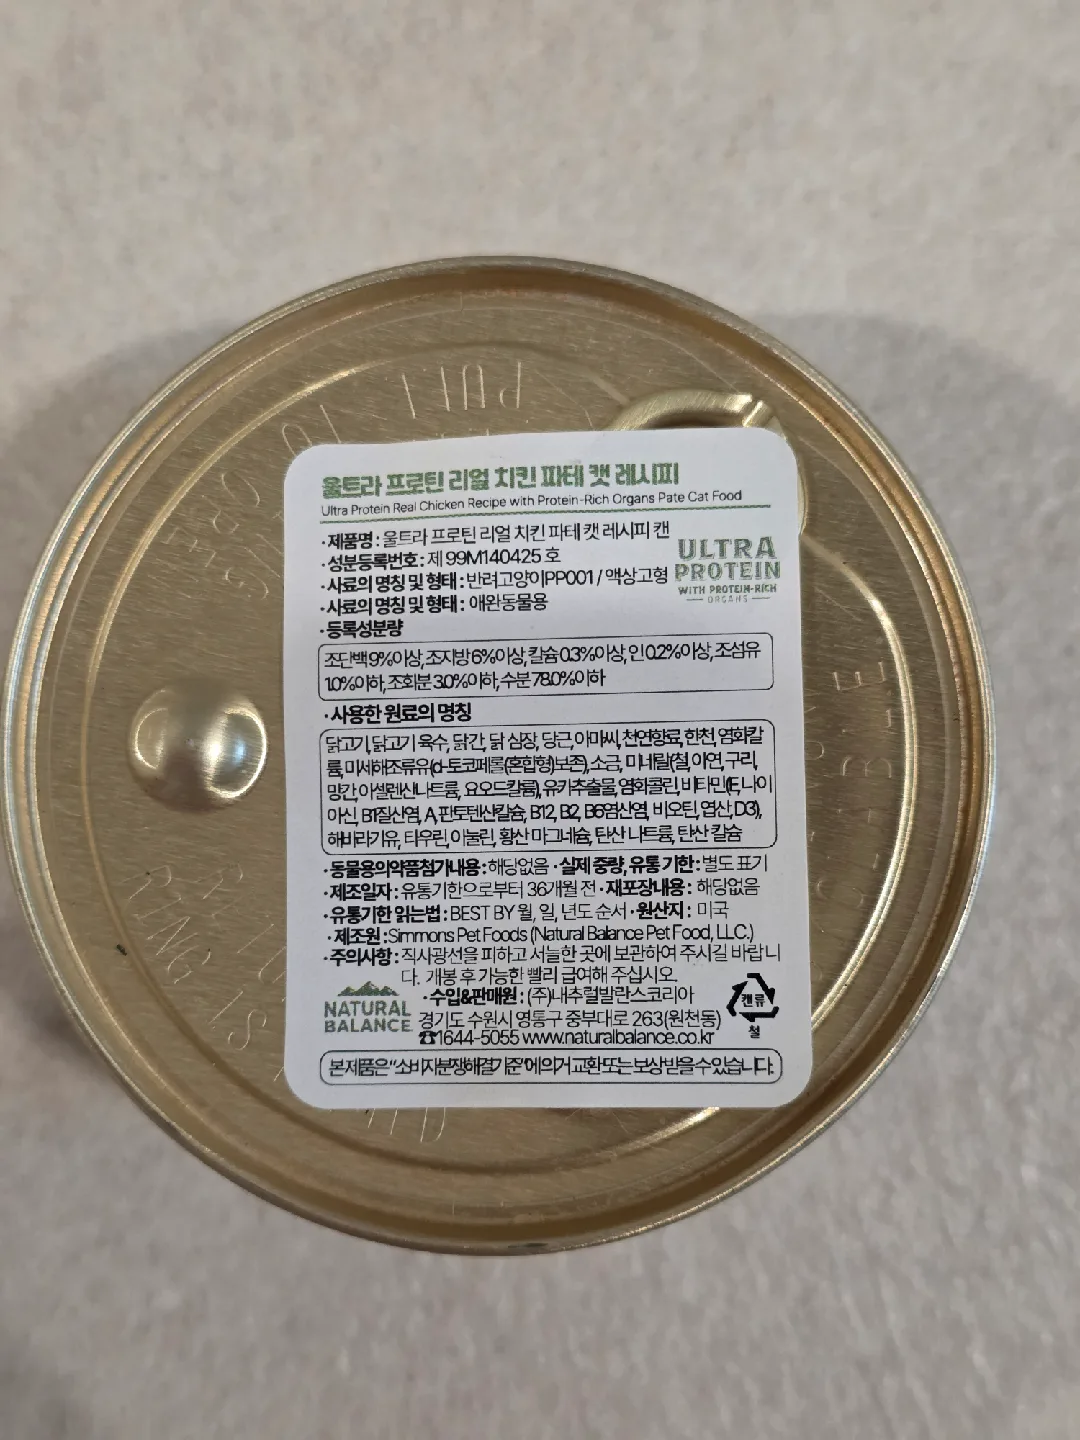 PULL
울트라 프로틴 리얼 치킨 파테 캣 레시피
Ultra Protein Real Chicken Recipe with Protein-Rich Organs Pate Cat Food
·제품명 : 울트라 프로틴 리얼 치킨 파테 캣 레시피 캔
·성분등록번호 : 제 99M140425 호
·사료의 명칭 및 형태 : 반려고양이PP001 / 액상고형
·사료의 명칭 및 형태 : 애완동물용
ULTRA
PROTEIN
WITH PROTEIN-RICH
ORGANS
·등록성분량
조단백9%이상, 조지방6%이상, 칼슘0.3%이상, 인0.2%이상, 조섬유
1.0%이하, 조회분3.0%이하, 수분78.0%이하
·사용한 원료의 명칭
닭고기, 닭고기 육수, 닭간, 닭 심장, 당근, 아마씨, 천연향료, 한천, 염화칼
륨, 미세해조류유(d-토코페롤(혼합형)보존), 소금, 미네랄(철, 아연, 구리,
망간, 아셀렌산나트륨, 요오드칼륨), 유카추출물, 염화콜린, 비타민(E, 나이
아신, B1질산염, A, 판토텐산칼슘, B12, B2, B6염산염, 비오틴, 엽산, D3),
해바라기유, 타우린, 이눌린, 황산 마그네슘, 탄산 나트륨, 탄산 칼슘
·동물용의약품첨가내용 : 해당없음 ·실제 중량, 유통 기한 : 별도 표기
·제조일자 : 유통기한으로부터 36개월 전 ·재포장내용 : 해당없음
·유통기한 읽는법 : BEST BY 월, 일, 년도 순서 ·원산지 : 미국
·제조원 : Simmons Pet Foods (Natural Balance Pet Food, LLC.)
·주의사항 : 직사광선을 피하고 서늘한 곳에 보관하여 주시길 바랍니
다. 개봉 후 가능한 빨리 급여해 주십시오.
NATURAL
BALANCE
·수입&판매원 : (주)내추럴발란스코리아
경기도 수원시 영통구 중부대로 263(원천동)
☎1644-5055 www.naturalbalance.co.kr
캔류
철
본 제품은 "소비자분쟁해결기준"에 의거 교환 또는 보상 받을 수 있습니다.